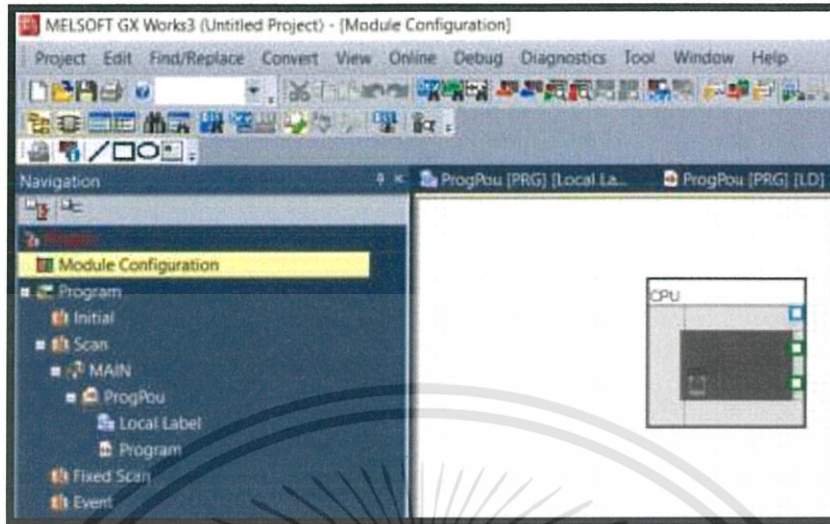 MELSOFT GX Works3 (Untitled Project) - [Module Configuration]
Project Edit Find/Replace Convert View Online Debug Diagnostics Tool Window Help
Navigation
ProgPou [PRG] [Local La...
ProgPou [PRG] [LD]
Project
Module Configuration
Program
Initial
Scan
MAIN
ProgPou
Local Label
Program
Fixed Scan
Event
CPU